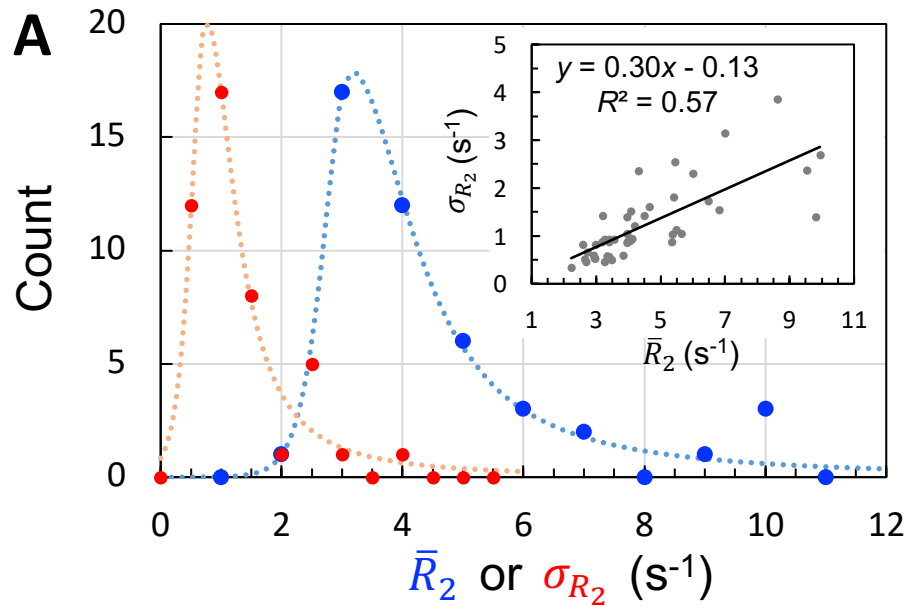 A
Count
20
15
10
5
0
0 2 4 6 8 10 12
R̄₂ or σ_R₂ (s⁻¹)
y = 0.30x - 0.13
R² = 0.57
σ_R₂ (s⁻¹)
5
4
3
2
1
0
1 3 5 7 9 11
R̄₂ (s⁻¹)